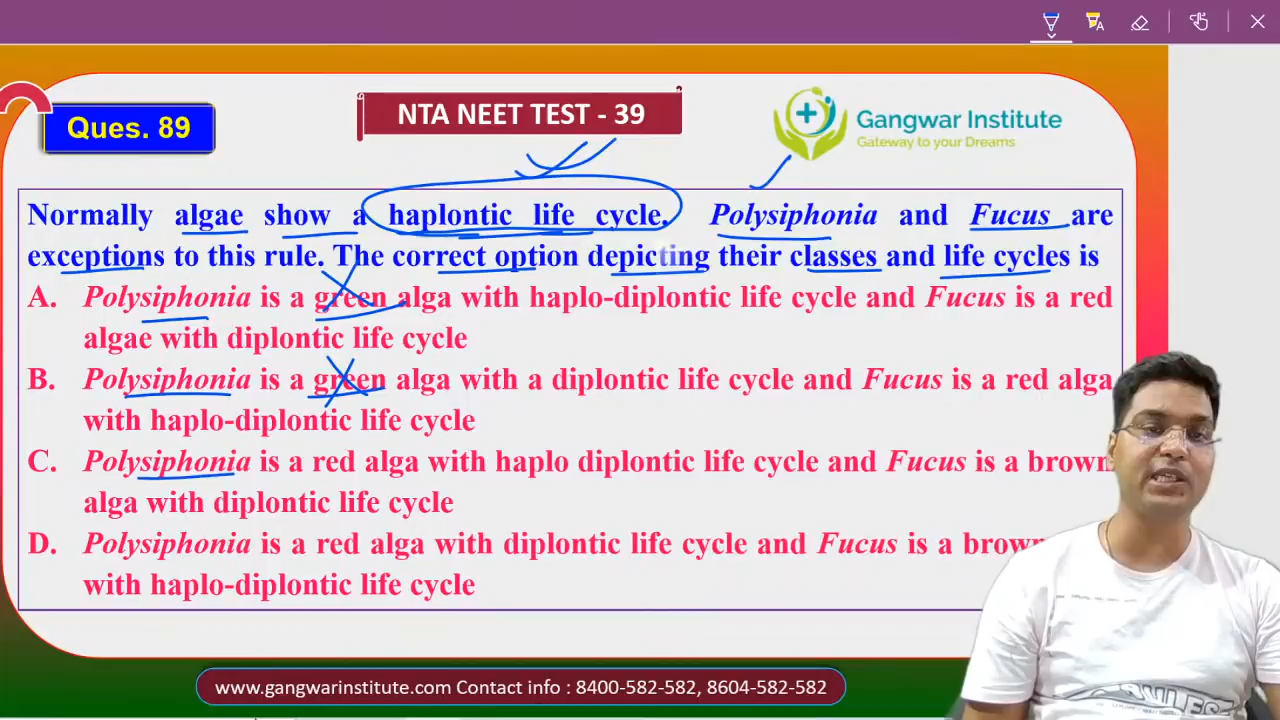 Ques. 89
NTA NEET TEST - 39
Gangwar Institute
Gateway to your Dreams
Normally algae show a haplontic life cycle. Polysiphonia and Fucus are
exceptions to this rule. The correct option depicting their classes and life cycles is
A. Polysiphonia is a green alga with haplo-diplontic life cycle and Fucus is a red
algae with diplontic life cycle
B. Polysiphonia is a green alga with a diplontic life cycle and Fucus is a red alga
with haplo-diplontic life cycle
C. Polysiphonia is a red alga with haplo diplontic life cycle and Fucus is a brown
alga with diplontic life cycle
D. Polysiphonia is a red alga with diplontic life cycle and Fucus is a brown
with haplo-diplontic life cycle
www.gangwarinstitute.com Contact info : 8400-582-582, 8604-582-582